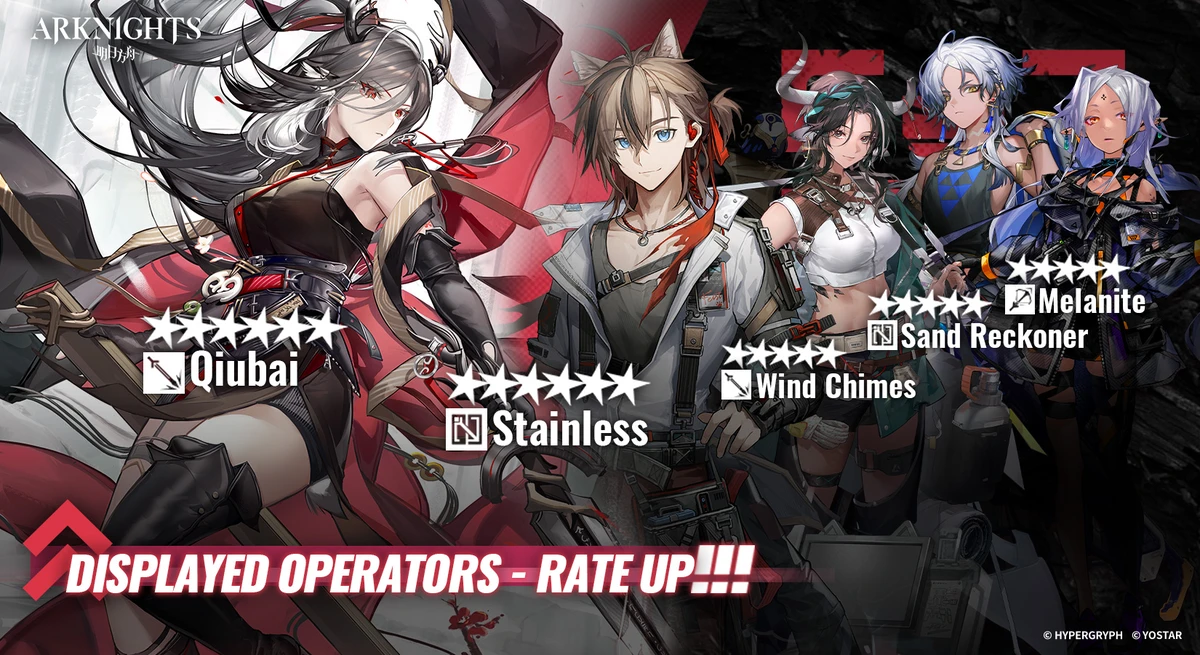 ARKNIGHTS
明日方舟
★★★★★★
Qiubai
★★★★★★
Stainless
★★★★★
Wind Chimes
★★★★★
Sand Reckoner
★★★★★
Melanite
DISPLAYED OPERATORS - RATE UP!!!
© HYPERGRYPH © YOSTAR